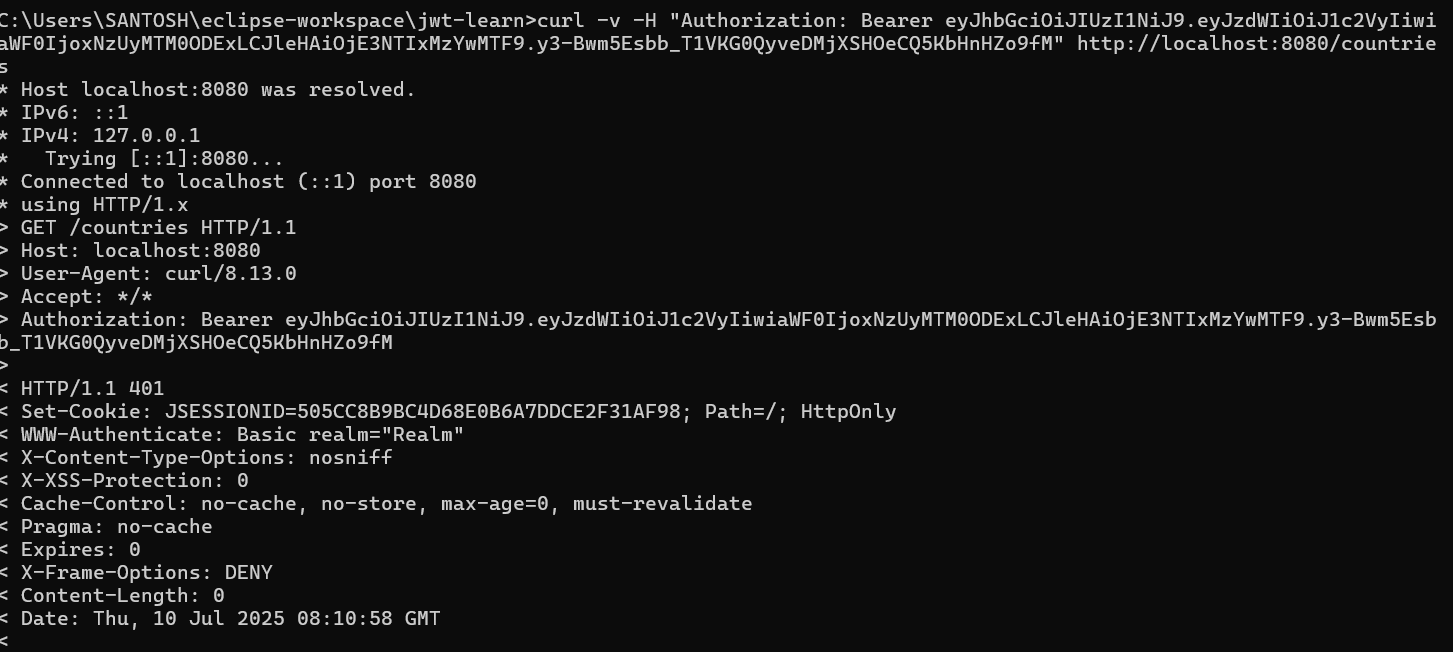 C:\Users\SANTOSH\eclipse-workspace\jwt-learn>curl -v -H "Authorization: Bearer eyJhbGciOiJIUzI1NiJ9.eyJzdWIiOiJ1c2VyIiwi
aWF0IjoxNzUyMTM0ODExLCJleHAiOjE3NTIxMzYwMTF9.y3-Bwm5Esbb_T1VKG0QyveDMjXSHOeCQ5KbHnHZo9fM" http://localhost:8080/countrie
s
* Host localhost:8080 was resolved.
* IPv6: ::1
* IPv4: 127.0.0.1
*   Trying [::1]:8080...
* Connected to localhost (::1) port 8080
* using HTTP/1.x
> GET /countries HTTP/1.1
> Host: localhost:8080
> User-Agent: curl/8.13.0
> Accept: */*
> Authorization: Bearer eyJhbGciOiJIUzI1NiJ9.eyJzdWIiOiJ1c2VyIiwiaWF0IjoxNzUyMTM0ODExLCJleHAiOjE3NTIxMzYwMTF9.y3-Bwm5Esb
b_T1VKG0QyveDMjXSHOeCQ5KbHnHZo9fM
>
< HTTP/1.1 401
< Set-Cookie: JSESSIONID=505CC8B9BC4D68E0B6A7DDCE2F31AF98; Path=/; HttpOnly
< WWW-Authenticate: Basic realm="Realm"
< X-Content-Type-Options: nosniff
< X-XSS-Protection: 0
< Cache-Control: no-cache, no-store, max-age=0, must-revalidate
< Pragma: no-cache
< Expires: 0
< X-Frame-Options: DENY
< Content-Length: 0
< Date: Thu, 10 Jul 2025 08:10:58 GMT
<